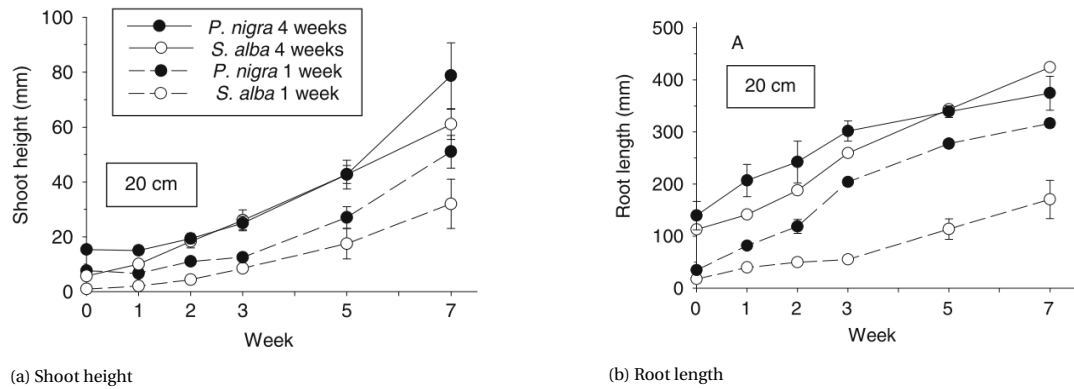 100
80
60
40
20
0
Shoot height (mm)
P. nigra 4 weeks
S. alba 4 weeks
P. nigra 1 week
S. alba 1 week
20 cm
0 1 2 3 5 7
Week
(a) Shoot height
500
400
300
200
100
0
Root length (mm)
A
20 cm
0 1 2 3 5 7
Week
(b) Root length